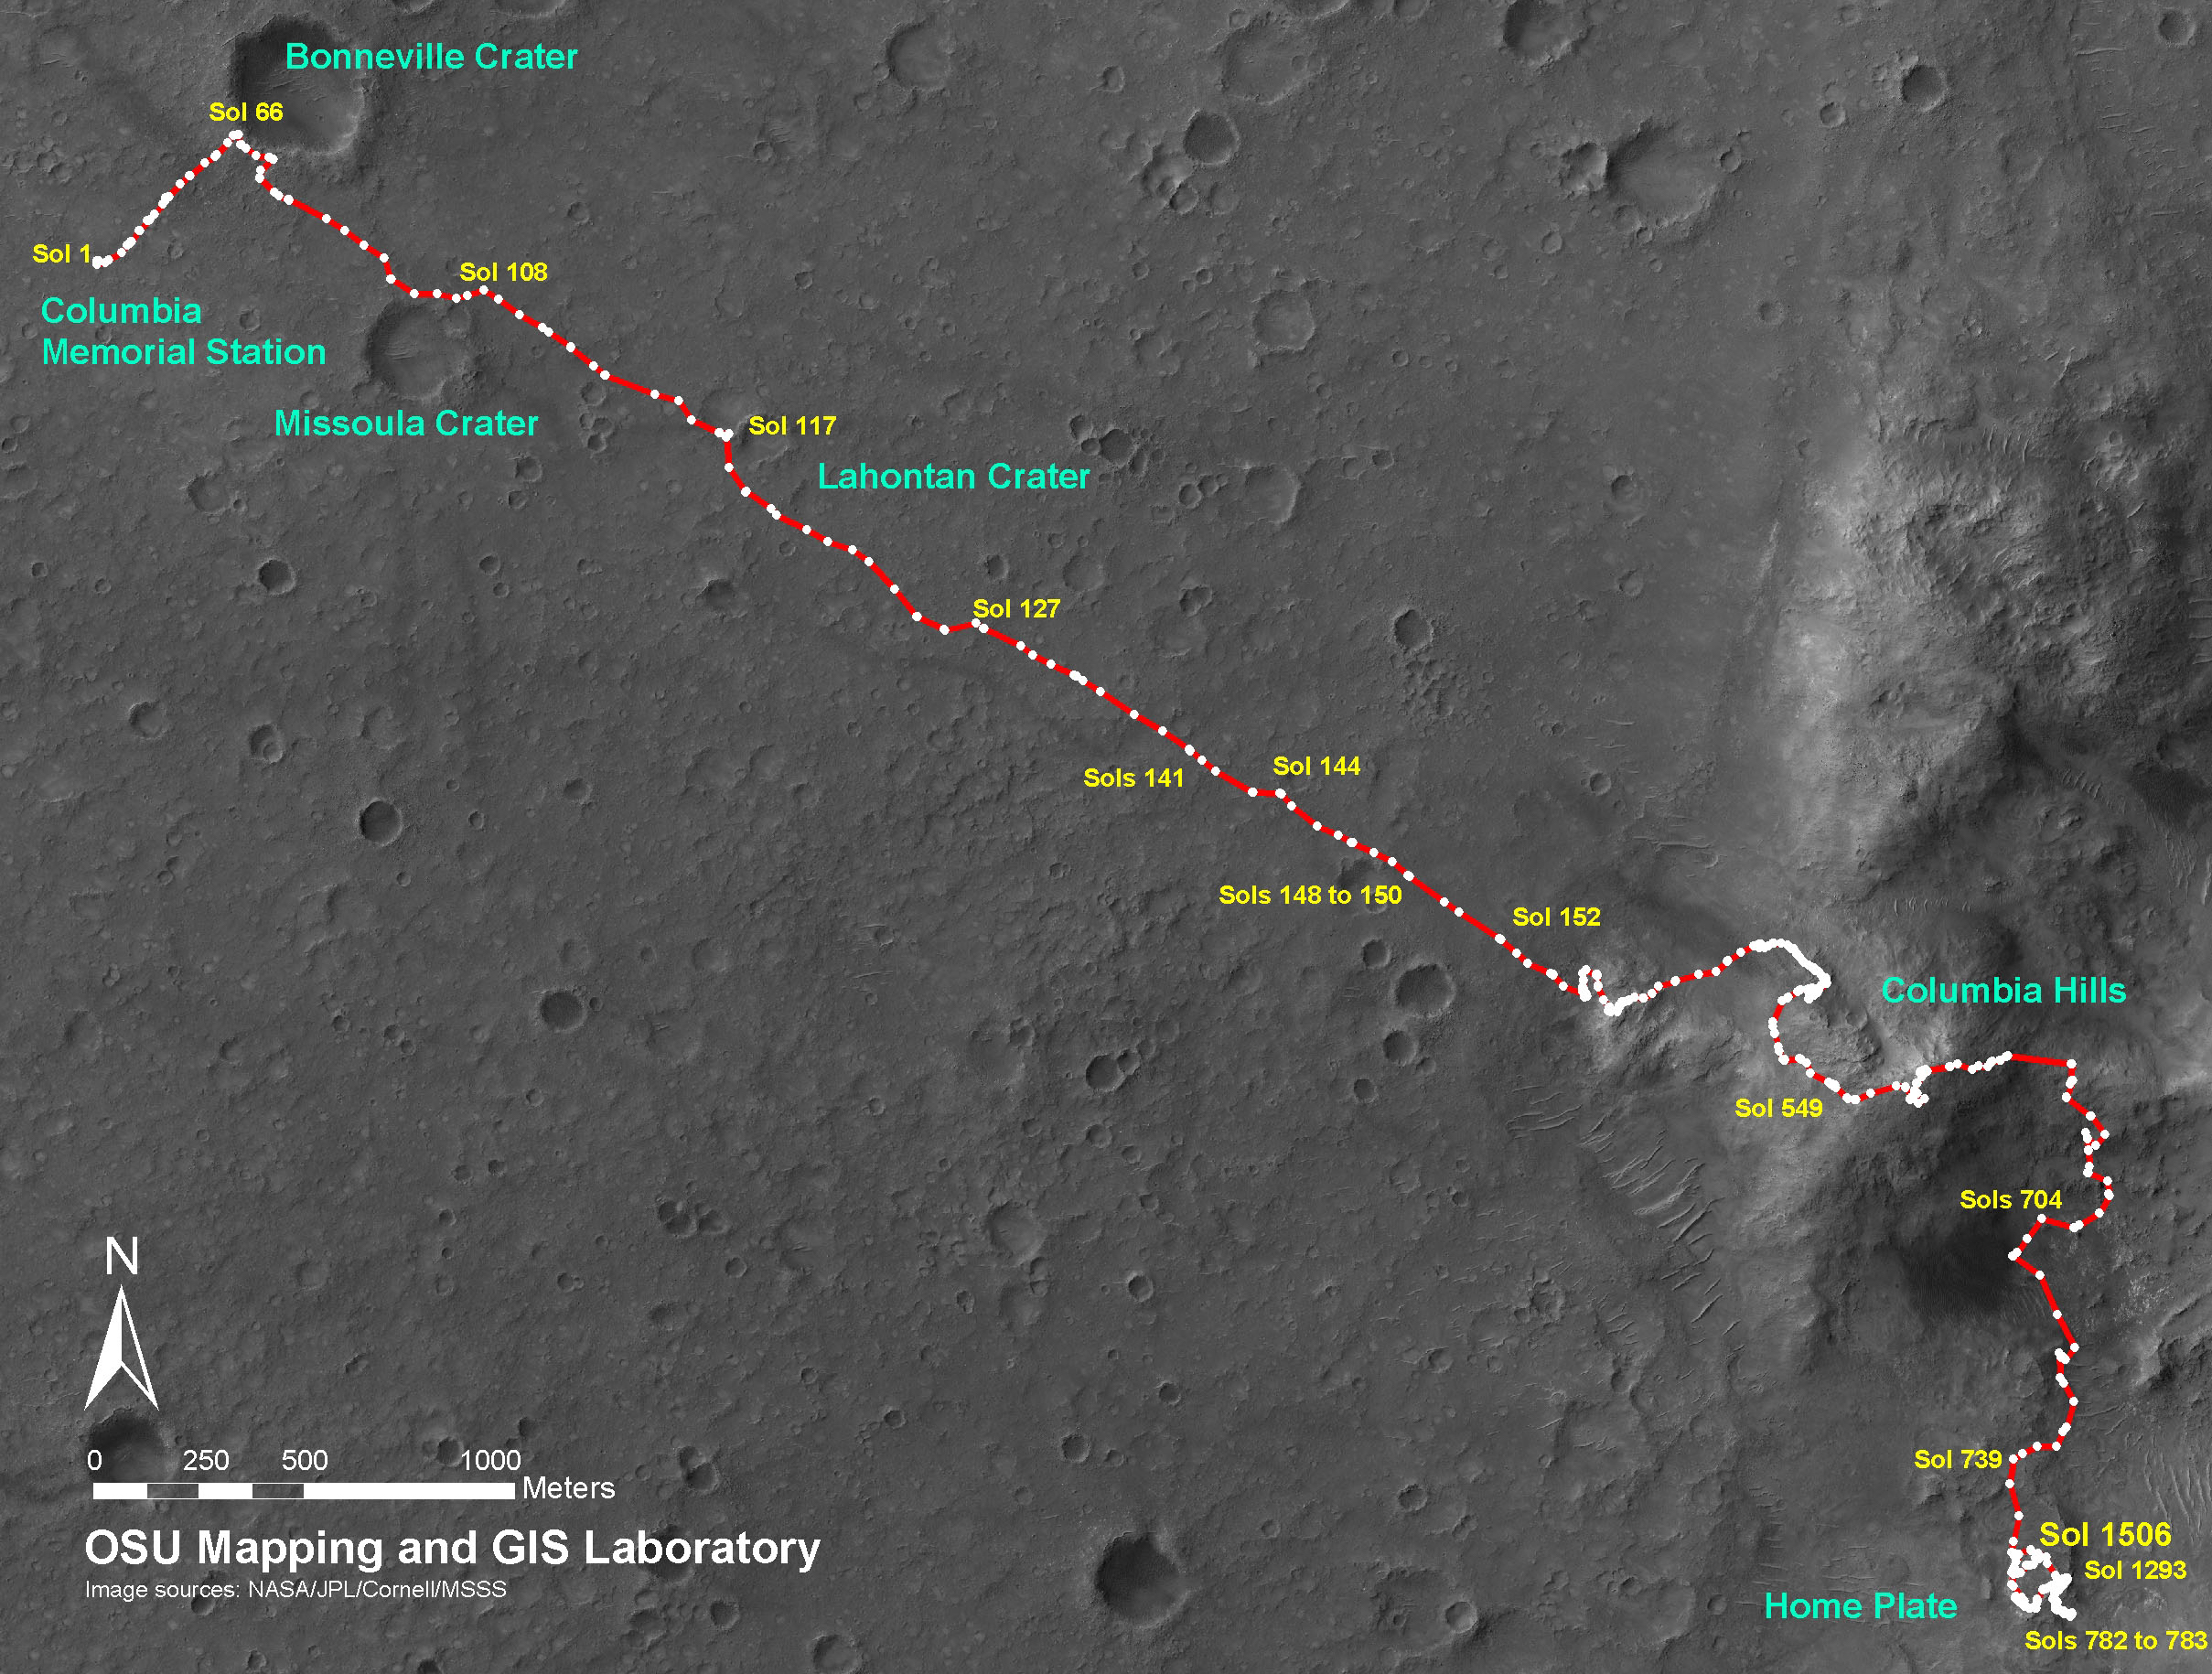 Bonneville Crater
Sol 66
Sol 1
Sol 108
Columbia
Memorial Station
Missoula Crater
Sol 117
Lahontan Crater
Sol 127
Sols 141
Sol 144
Sols 148 to 150
Sol 152
Columbia Hills
Sol 549
Sols 704
N
Sol 739
0 250 500 1000
Meters
Sol 1506
Sol 1293
OSU Mapping and GIS Laboratory
Image sources: NASA/JPL/Cornell/MSSS
Home Plate
Sols 782 to 783